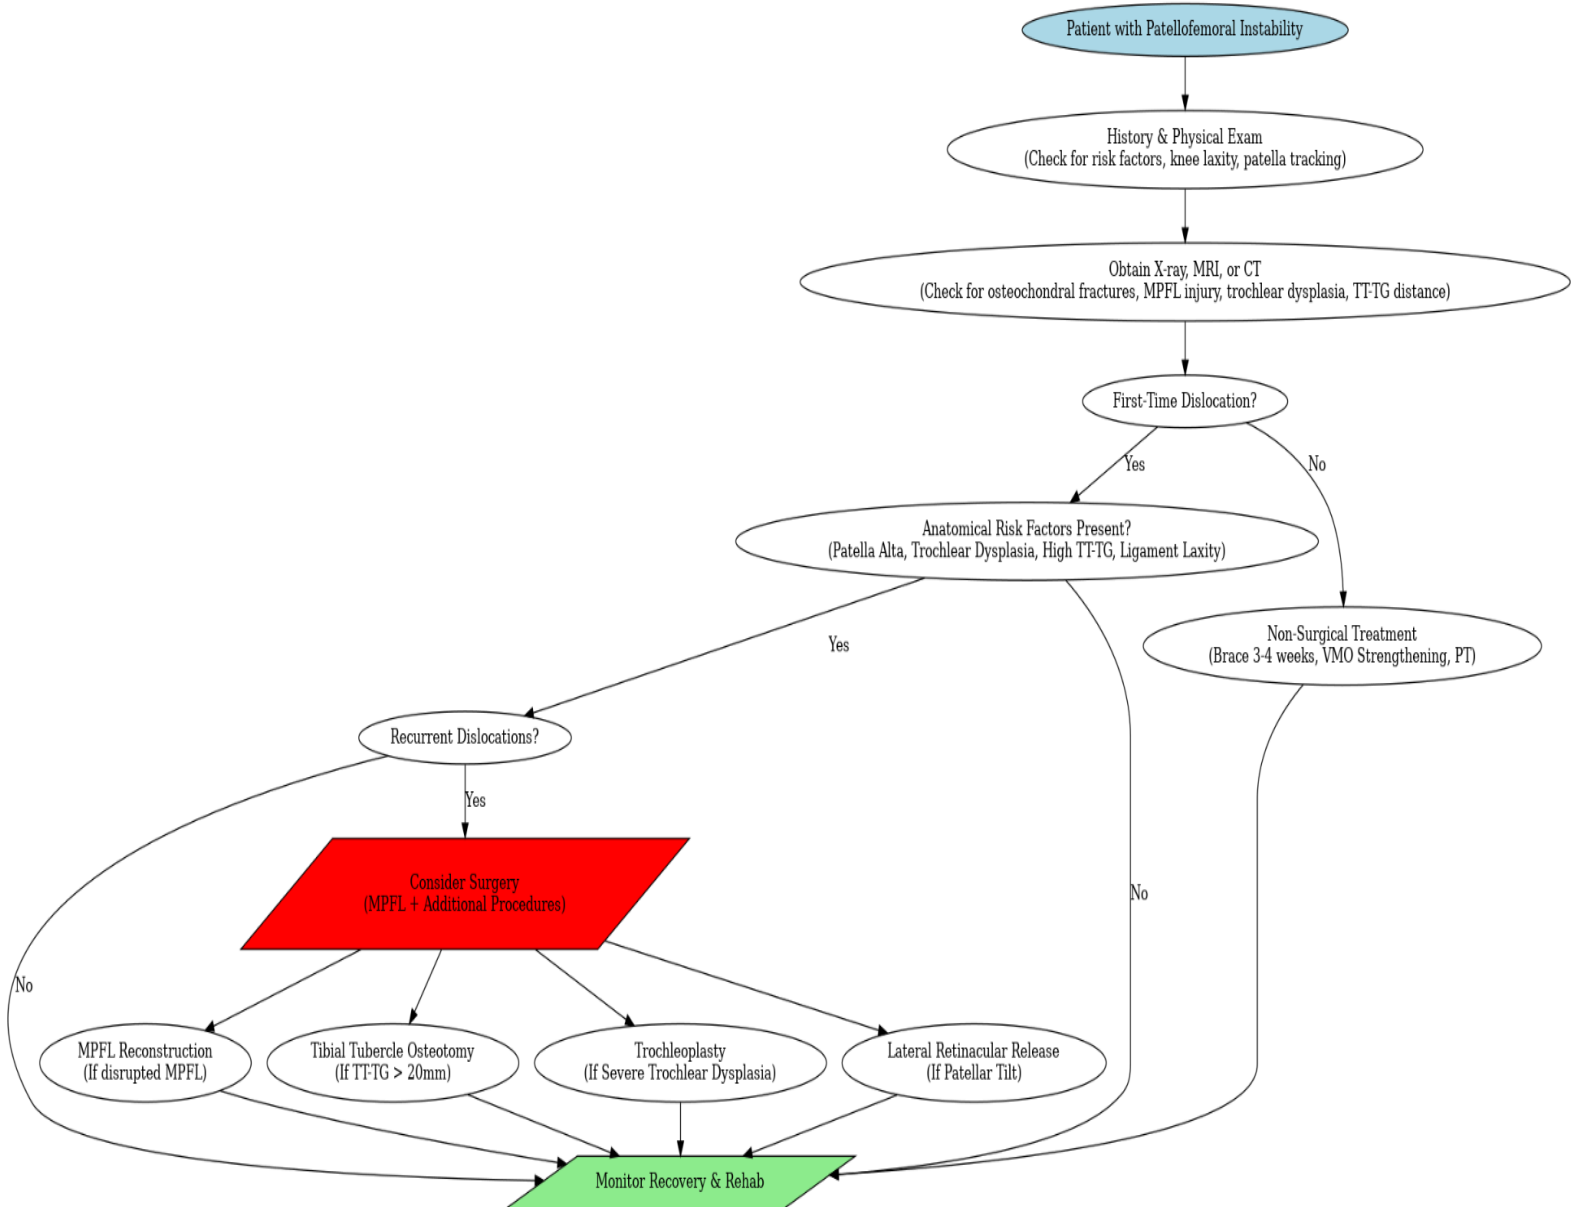 Patient with Patellofemoral Instability
History & Physical Exam
(Check for risk factors, knee laxity, patella tracking)
Obtain X-ray, MRI, or CT
(Check for osteochondral fractures, MPFL injury, trochlear dysplasia, TT-TG distance)
First-Time Dislocation?
Yes
No
Anatomical Risk Factors Present?
(Patella Alta, Trochlear Dysplasia, High TT-TG, Ligament Laxity)
Yes
Non-Surgical Treatment
(Brace 3-4 weeks, VMO Strengthening, PT)
Recurrent Dislocations?
Yes
Consider Surgery
(MPFL + Additional Procedures)
No
No
MPFL Reconstruction
(If disrupted MPFL)
Tibial Tubercle Osteotomy
(If TT-TG > 20mm)
Trochleoplasty
(If Severe Trochlear Dysplasia)
Lateral Retinacular Release
(If Patellar Tilt)
Monitor Recovery & Rehab